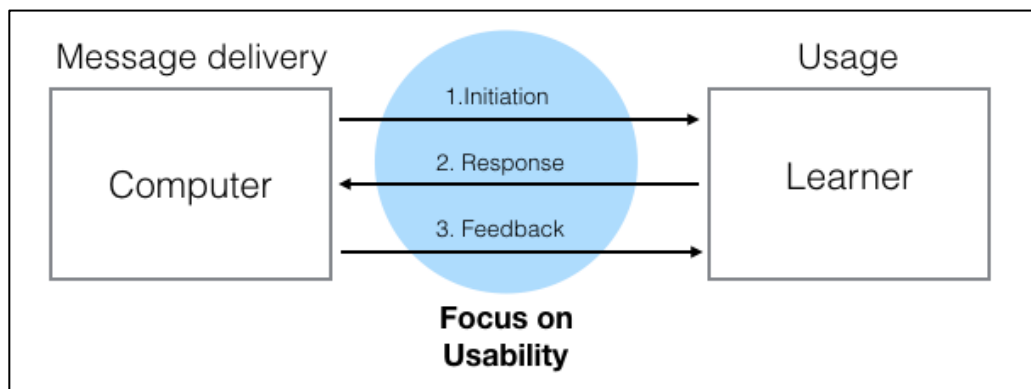 Message delivery
Usage
1.Initiation
2. Response
Computer
Learner
3. Feedback
Focus on
Usability